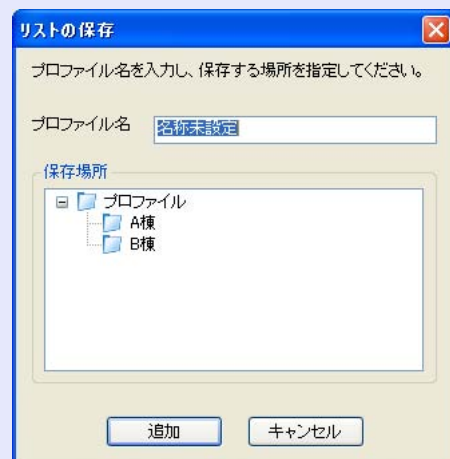 リストの保存
プロファイル名を入力し、保存する場所を指定してください。
プロファイル名 名称未設定
保存場所
プロファイル
A棟
B棟
追加 キャンセル